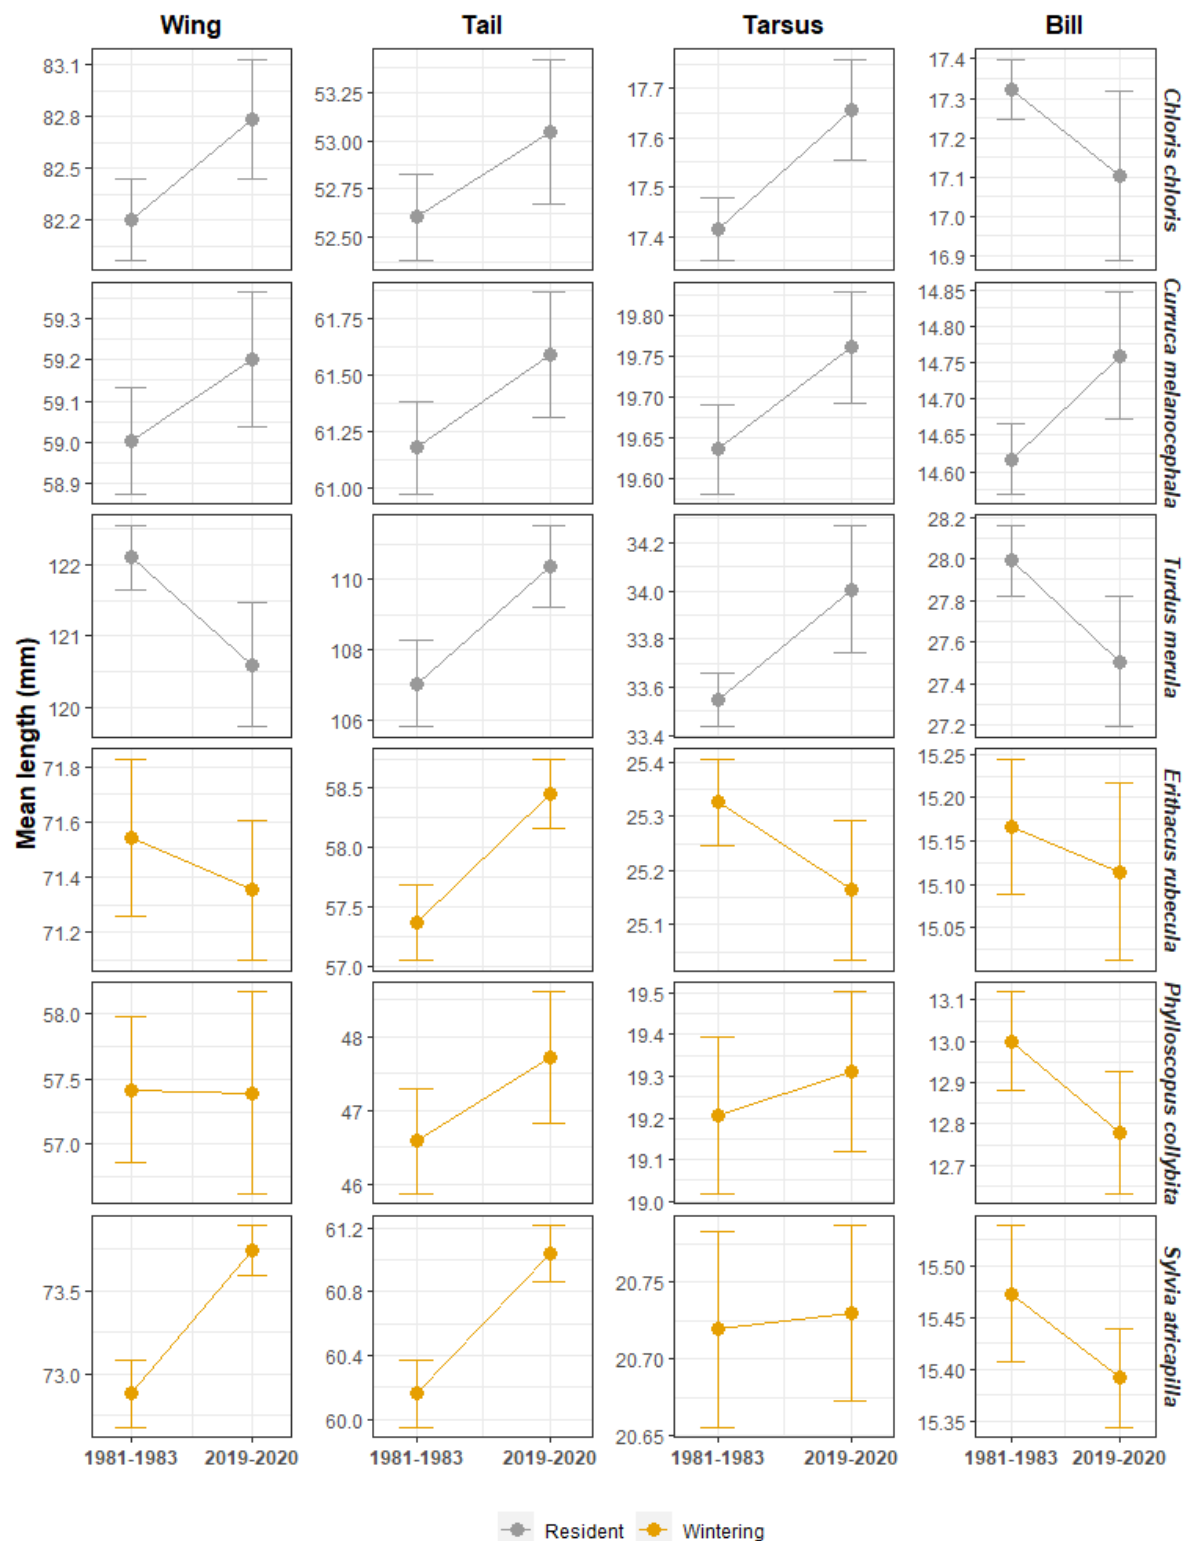 Wing Tail Tarsus Bill
83.1 82.8 82.5 82.2
53.25 53.00 52.75 52.50
17.7 17.6 17.5 17.4
17.4 17.3 17.2 17.1 17.0 16.9
Chloris chloris
59.3 59.2 59.1 59.0 58.9
61.75 61.50 61.25 61.00
19.80 19.75 19.70 19.65 19.60
14.85 14.80 14.75 14.70 14.65 14.60
Curruca melanocephala
122 121 120
110 108 106
34.2 34.0 33.8 33.6 33.4
28.2 28.0 27.8 27.6 27.4 27.2
Turdus merula
Mean length (mm)
71.8 71.6 71.4 71.2
58.5 58.0 57.5 57.0
25.4 25.3 25.2 25.1
15.25 15.20 15.15 15.10 15.05
Erithacus rubecula
58.0 57.5 57.0
48 47 46
19.5 19.4 19.3 19.2 19.1 19.0
13.1 13.0 12.9 12.8 12.7
Phylloscopus collybita
73.5 73.0
61.2 60.8 60.4 60.0
20.75 20.70 20.65
15.50 15.45 15.40 15.35
Sylvia atricapilla
1981-1983 2019-2020 1981-1983 2019-2020 1981-1983 2019-2020 1981-1983 2019-2020
Resident Wintering